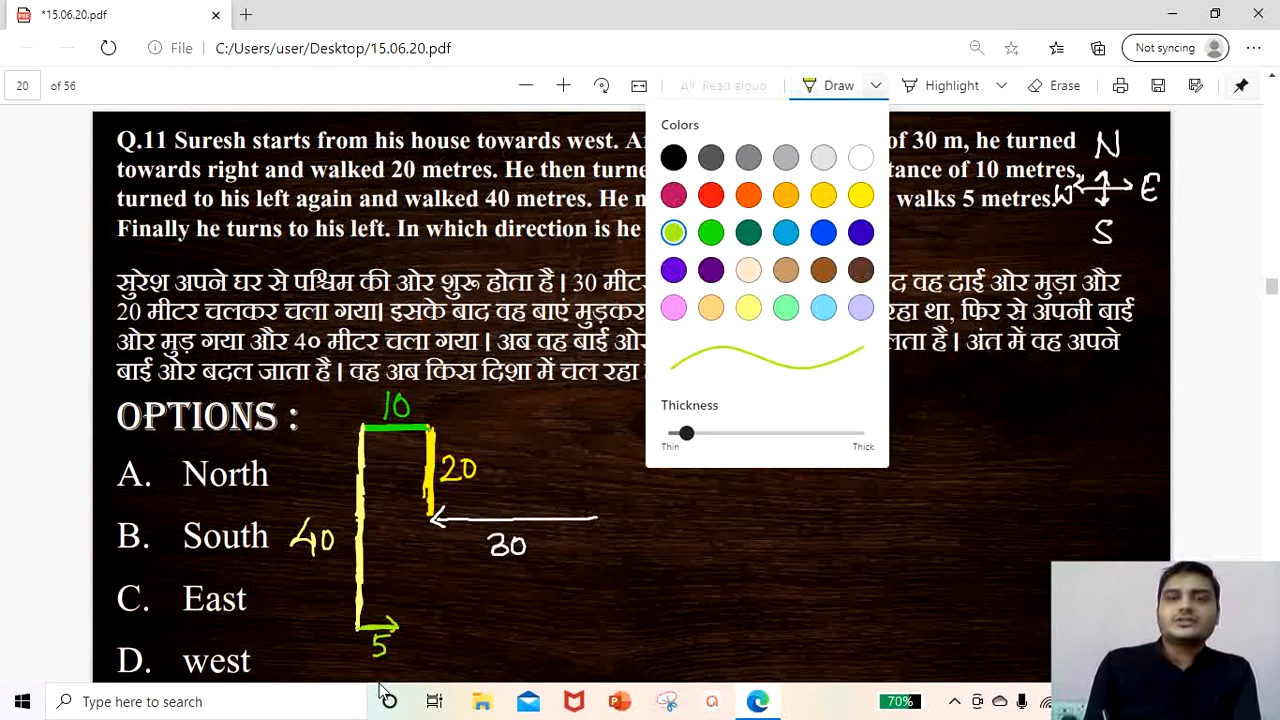 *15.06.20.pdf
File C:/Users/user/Desktop/15.06.20.pdf Not syncing
20 of 56 Read aloud Draw Highlight Erase
Colors
Thickness
Thin Thick
Q.11 Suresh starts from his house towards west. of 30 m, he turned
towards right and walked 20 metres. He then turne tance of 10 metres,
turned to his left again and walked 40 metres. He walks 5 metres.
Finally he turns to his left. In which direction is he
N
W E
S
सुरेश अपने घर से पश्चिम की ओर शुरू होता है। 30 वह दाई ओर मुड़ा और
20 मीटर चलकर चला गया। इसके बाद वह बाएं मुड़कर रहा था, फिर से अपनी बाई
ओर मुड़ गया और 4० मीटर चला गया। अब वह बाई ओर है। अंत में वह अपने
बाई ओर बदल जाता है। वह अब किस दिशा में चल रहा
OPTIONS :
A. North
B. South
C. East
D. west
10
20
40
30
5
Type here to search
70%